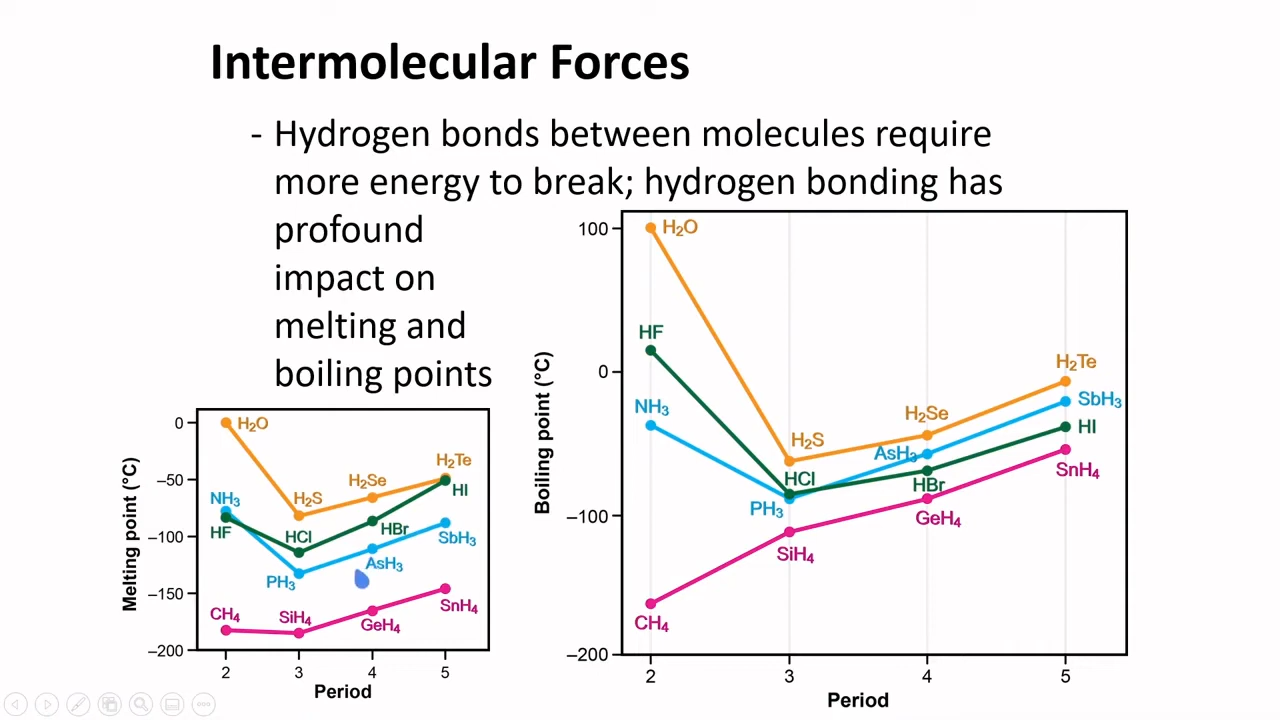 Intermolecular Forces
- Hydrogen bonds between molecules require
more energy to break; hydrogen bonding has
profound
impact on
melting and
boiling points
Melting point (°C)
0
–50
–100
–150
–200
H₂O
NH₃
HF
H₂S
HCl
PH₃
H₂Se
HBr
AsH₃
H₂Te
HI
SbH₃
CH₄
SiH₄
GeH₄
SnH₄
2 3 4 5
Period
Boiling point (°C)
100
0
–100
–200
H₂O
HF
NH₃
H₂S
HCl
PH₃
H₂Se
AsH₃
HBr
GeH₄
H₂Te
SbH₃
HI
SnH₄
SiH₄
CH₄
2 3 4 5
Period